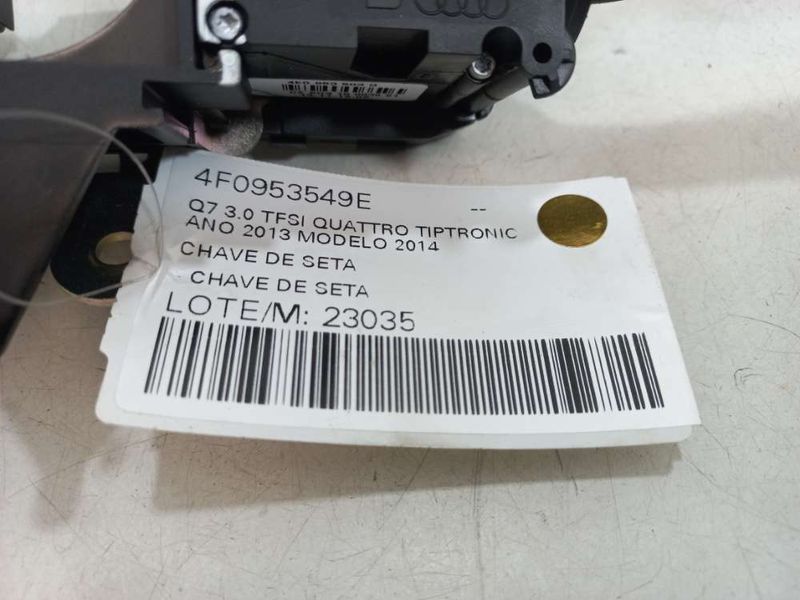 4F0953549E
--
Q7 3.0 TFSI QUATTRO TIPTRONIC
ANO 2013 MODELO 2014
CHAVE DE SETA
- CHAVE DE SETA
LOTE/M: 23035